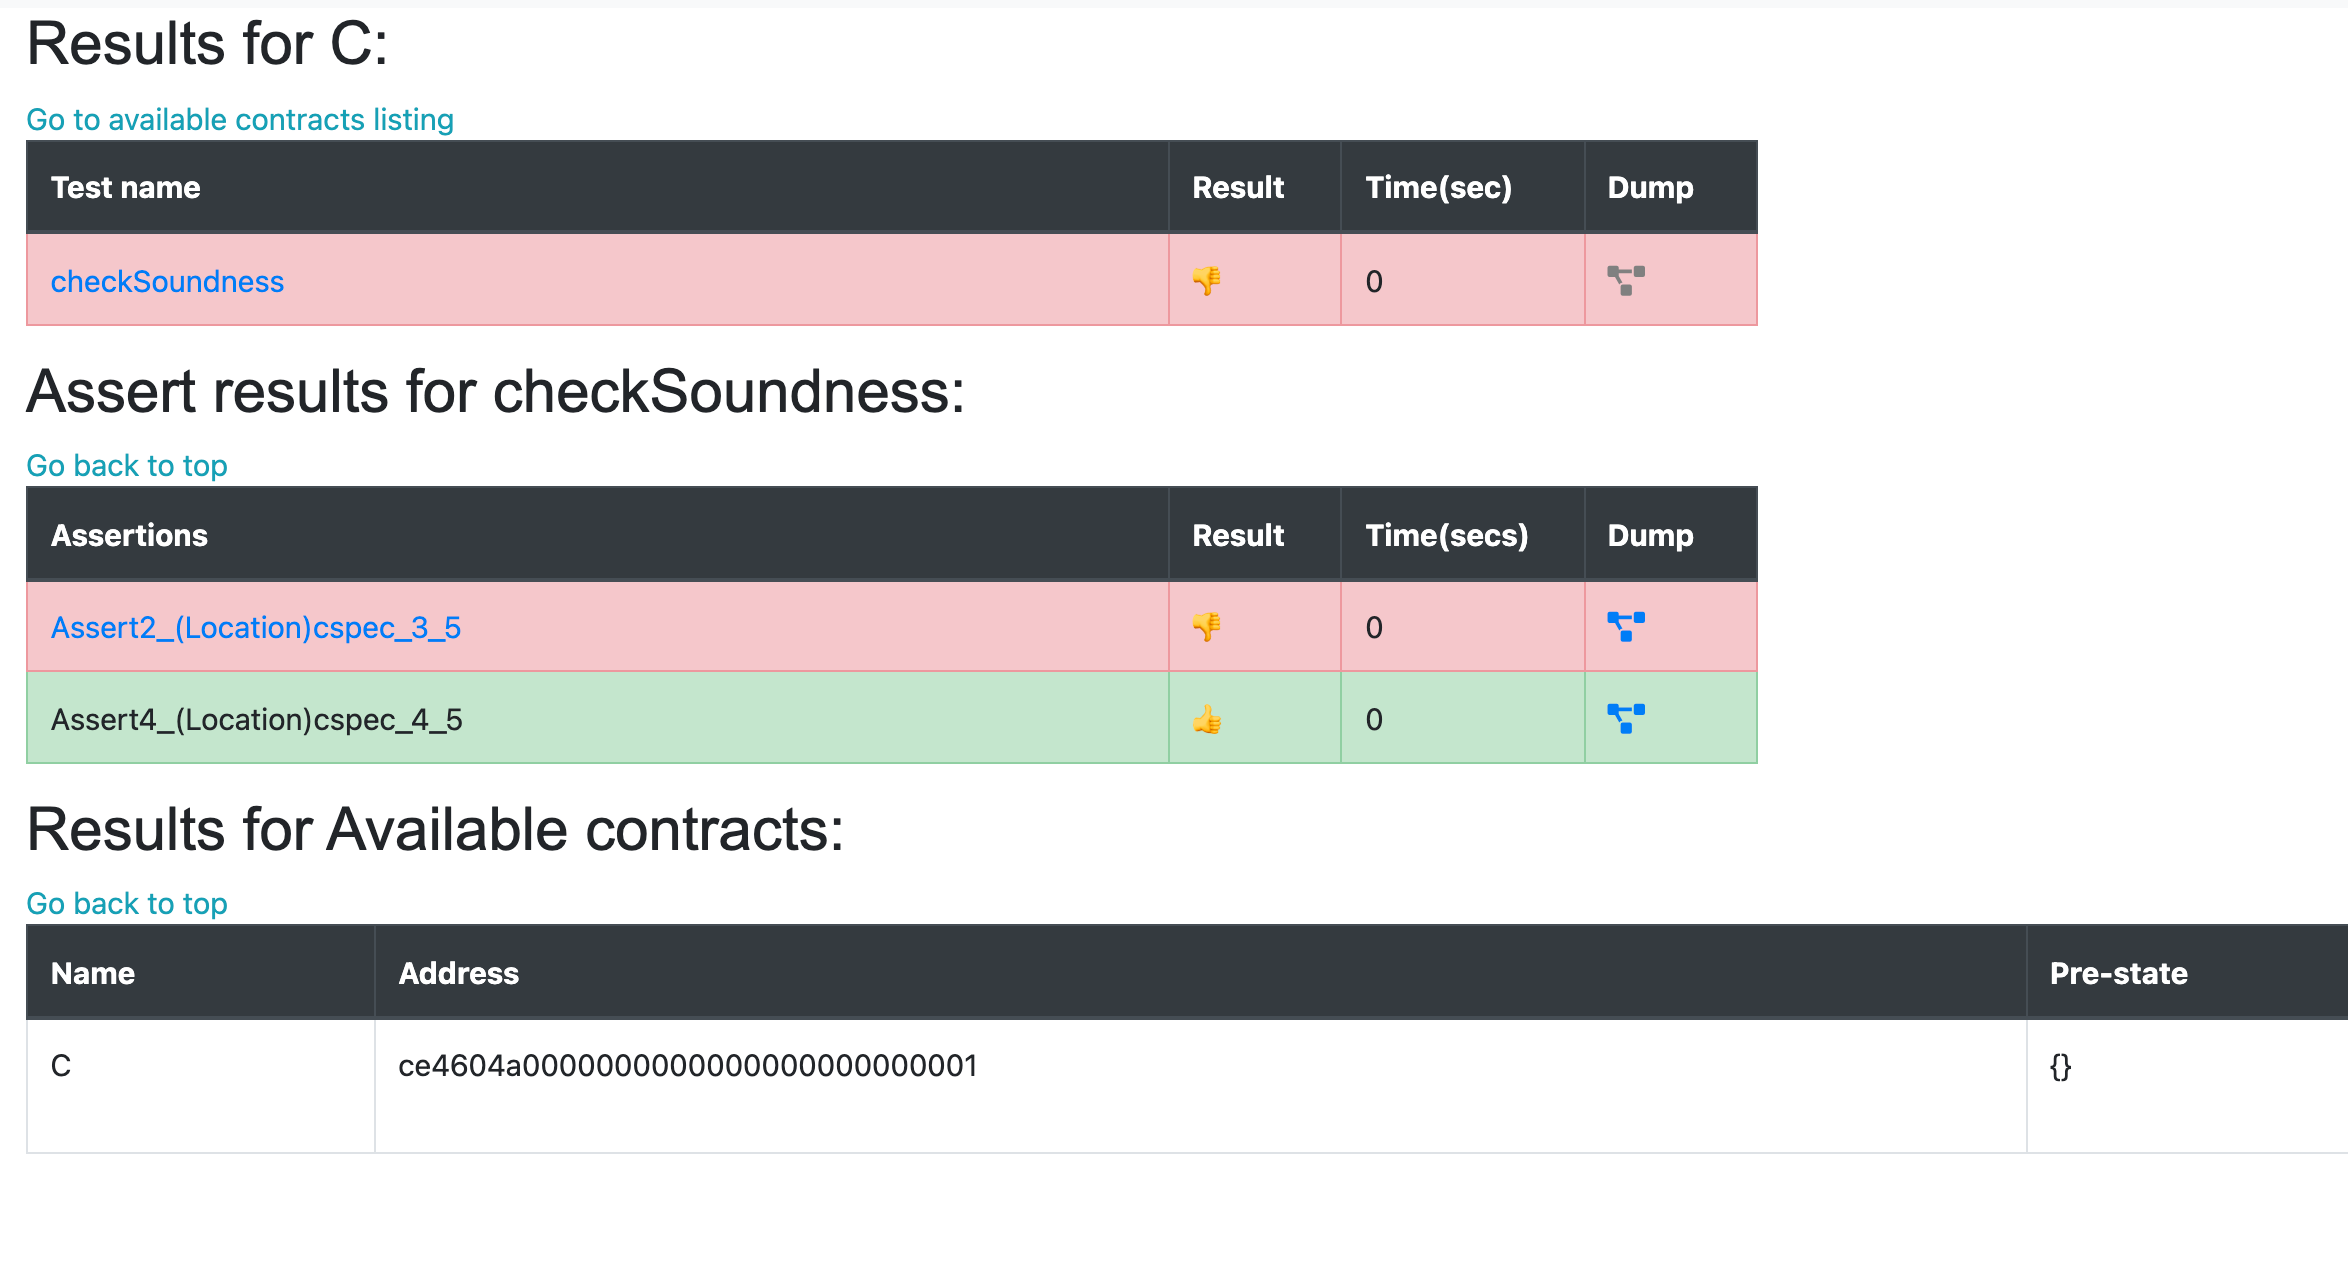 Results for C:
Go to available contracts listing
Test name Result Time(sec) Dump
checkSoundness 👎 0
Assert results for checkSoundness:
Go back to top
Assertions Result Time(secs) Dump
Assert2_(Location)cspec_3_5 👎 0
Assert4_(Location)cspec_4_5 👍 0
Results for Available contracts:
Go back to top
Name Address Pre-state
C ce4604a0000000000000000000000001 {}